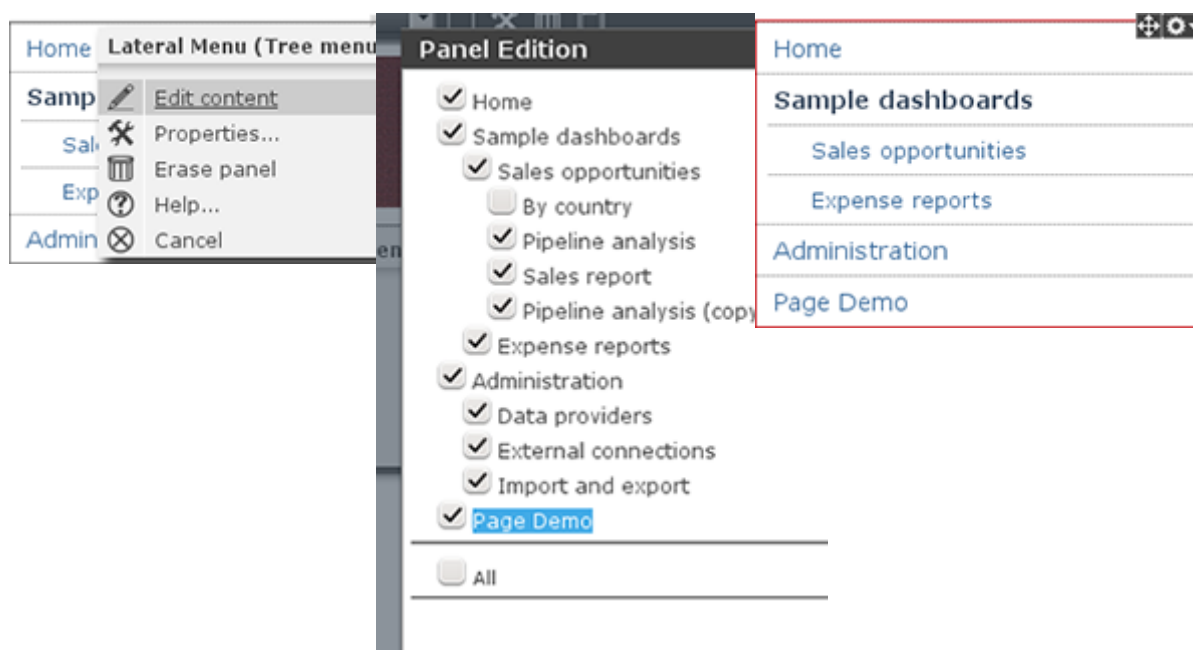 Home
Lateral Menu (Tree menu
Samp
Edit content
Sal
Properties...
Erase panel
Exp
Help...
Admin
Cancel
en
Panel Edition
Home
Sample dashboards
Sales opportunities
By country
Pipeline analysis
Sales report
Pipeline analysis (copy
Expense reports
Administration
Data providers
External connections
Import and export
Page Demo
All
Home
Sample dashboards
Sales opportunities
Expense reports
Administration
Page Demo